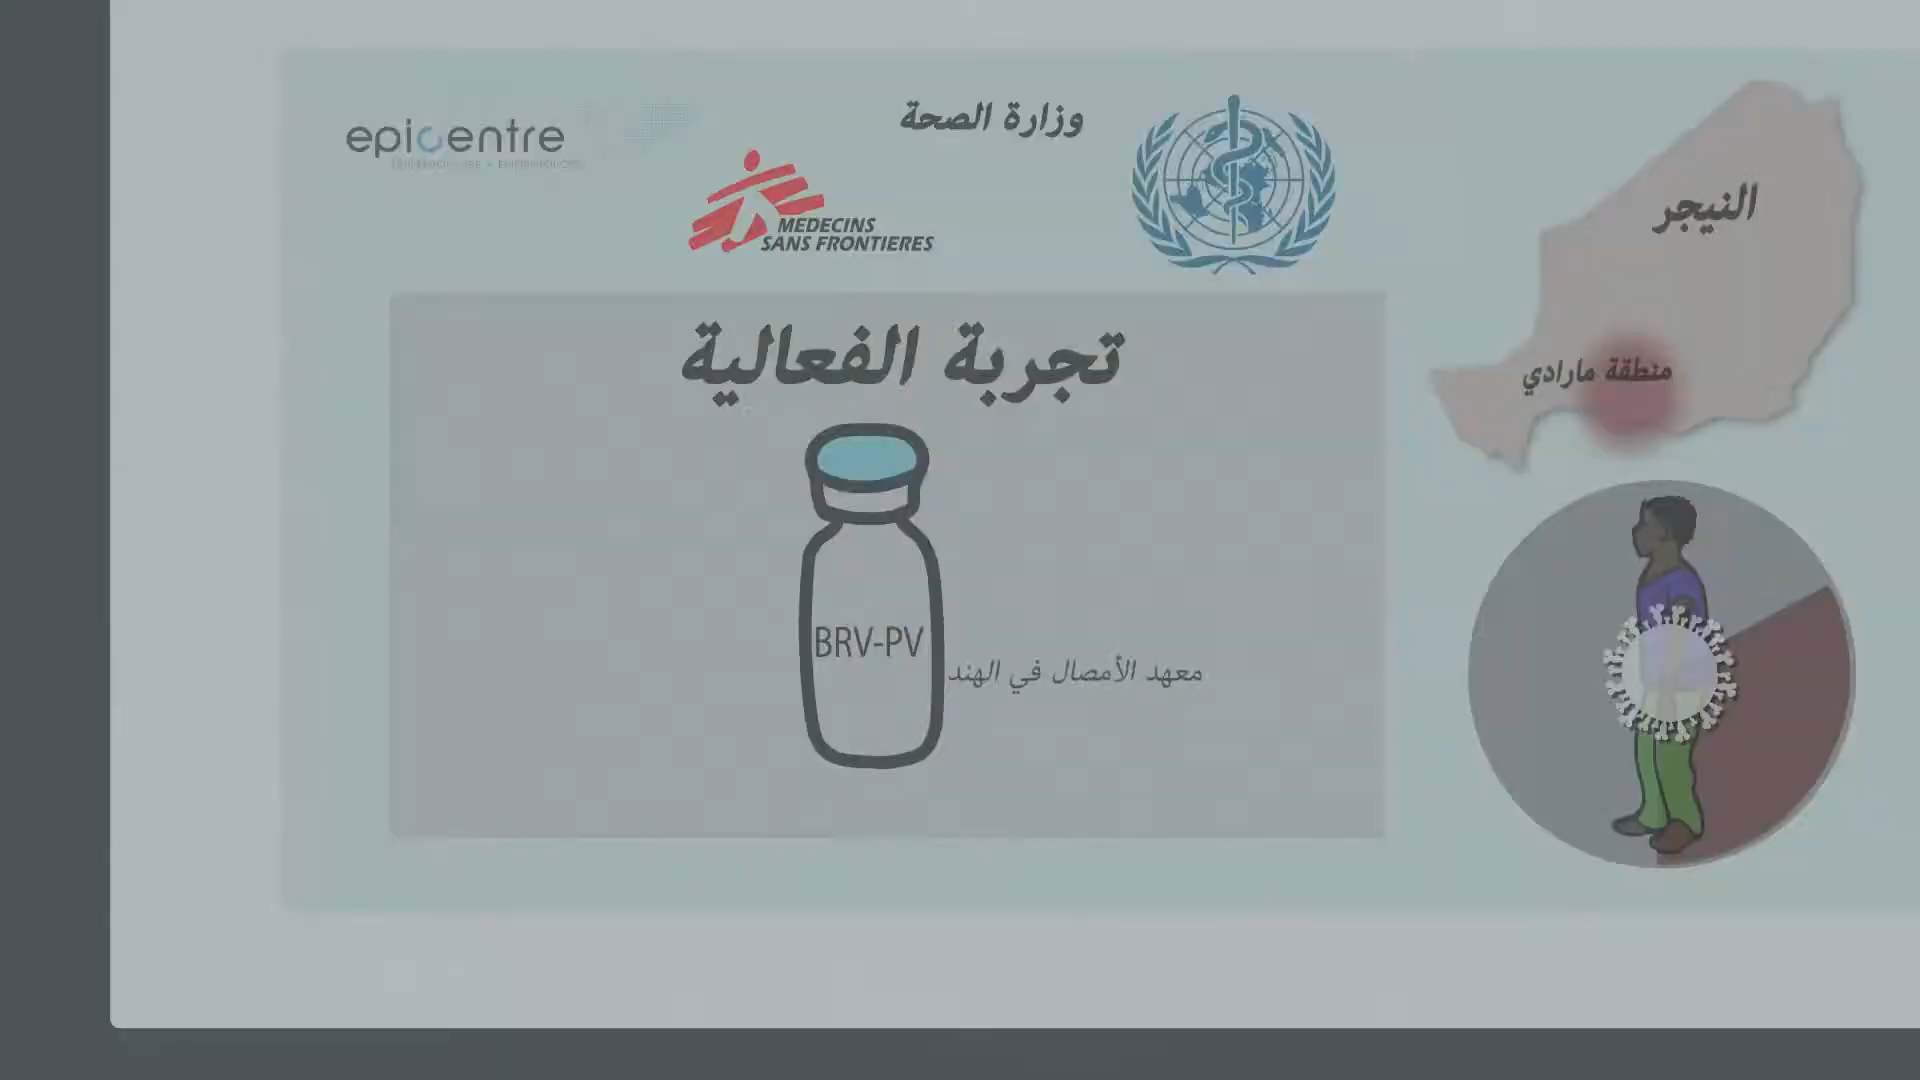 وزارة الصحة
epicentre
MEDECINS
SANS FRONTIERES
النيجر
منطقة مارادي
تجربة الفعالية
BRV-PV
معهد الأمصال في الهند